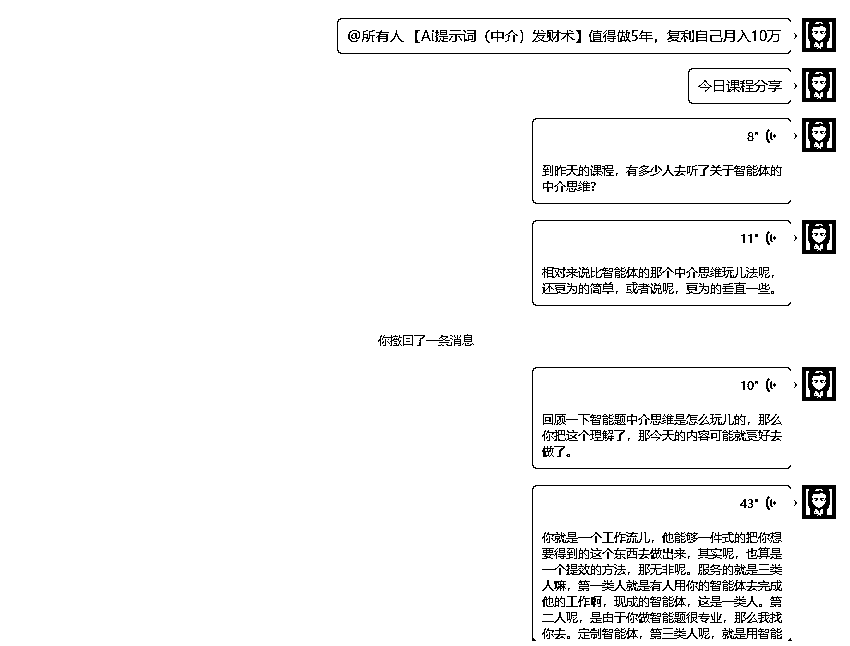 @所有人 【Ai提示词（中介）发财术】值得做5年，复利自己月入10万
今日课程分享
8"
到昨天的课程，有多少人去听了关于智能体的
中介思维？
11"
相对来说比智能体的那个中介思维玩儿法呢，
还更为的简单，或者说呢，更为的垂直一些。
你撤回了一条消息
10"
回顾一下智能题中介思维是怎么玩儿的，那么
你把这个理解了，那今天的内容可能就更好去
做了。
43"
你就是一个工作流儿，他能够一件式的把你想
要得到的这个东西去做出来，其实呢，也算是
一个提效的方法，那无非呢。服务的就是三类
人嘛，第一类人就是有人用你的智能体去完成
他的工作啊，现成的智能体，这是一类人。第
二人呢，是由于你做智能题很专业，那么我找
你去。定制智能体，第三类人呢，就是用智能